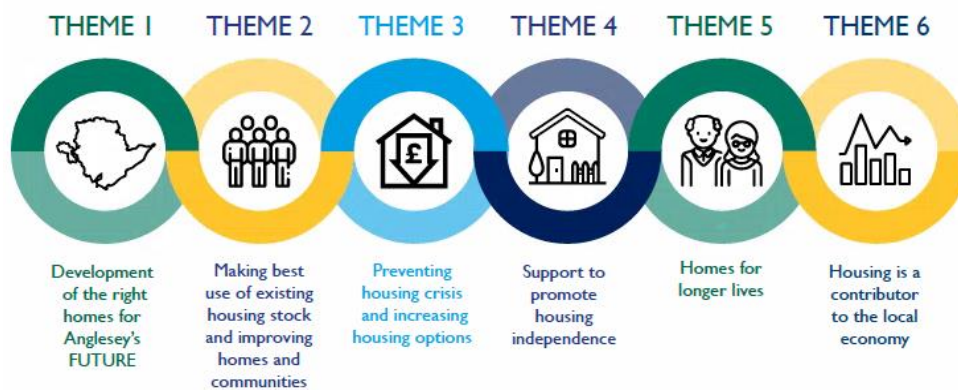 THEME 1
THEME 2
THEME 3
THEME 4
THEME 5
THEME 6
£
Development
of the right
homes for
Anglesey's
FUTURE
Making best
use of existing
housing stock
and improving
homes and
communities
Preventing
housing crisis
and increasing
housing options
Support to
promote
housing
independence
Homes for
longer lives
Housing is a
contributor
to the local
economy